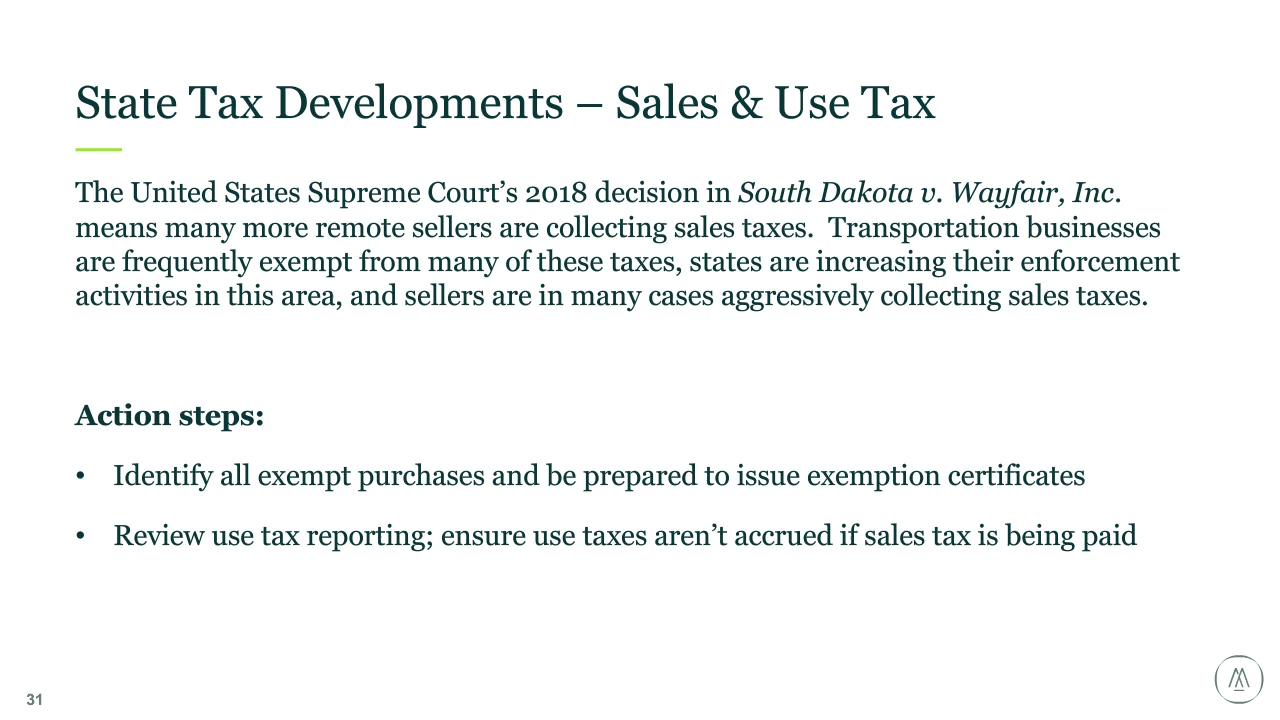 State Tax Developments – Sales & Use Tax
The United States Supreme Court’s 2018 decision in South Dakota v. Wayfair, Inc.
means many more remote sellers are collecting sales taxes.  Transportation businesses
are frequently exempt from many of these taxes, states are increasing their enforcement
activities in this area, and sellers are in many cases aggressively collecting sales taxes.
Action steps:
• Identify all exempt purchases and be prepared to issue exemption certificates
• Review use tax reporting; ensure use taxes aren’t accrued if sales tax is being paid
31